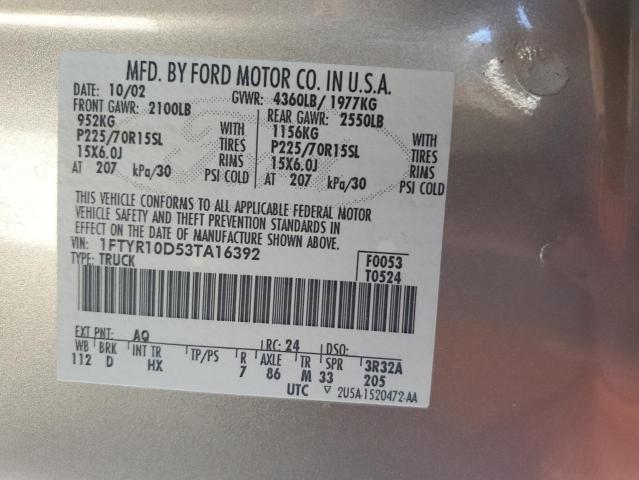 MFD. BY FORD MOTOR CO. IN U.S.A.
DATE: 10/02 GVWR: 4360LB/ 1977KG
FRONT GAWR: 2100LB REAR GAWR: 2550LB
952KG WITH 1156KG WITH
P225/70R15SL TIRES P225/70R15SL TIRES
15X6.0J RIMS 15X6.0J RIMS
AT 207 kPa/30 PSI COLD AT 207 kPa/30 PSI COLD
THIS VEHICLE CONFORMS TO ALL APPLICABLE FEDERAL MOTOR
VEHICLE SAFETY AND THEFT PREVENTION STANDARDS IN
EFFECT ON THE DATE OF MANUFACTURE SHOWN ABOVE.
VIN: 1FTYR10D53TA16392 F0053
TYPE: TRUCK T0524
EXT PNT: AQ RC: 24 DSO:
WB BRK INT TR TP/PS R AXLE TR SPR 3R32A
112 D HX 7 86 M 33 205
UTC ▽ 2U5A-1520472-AA